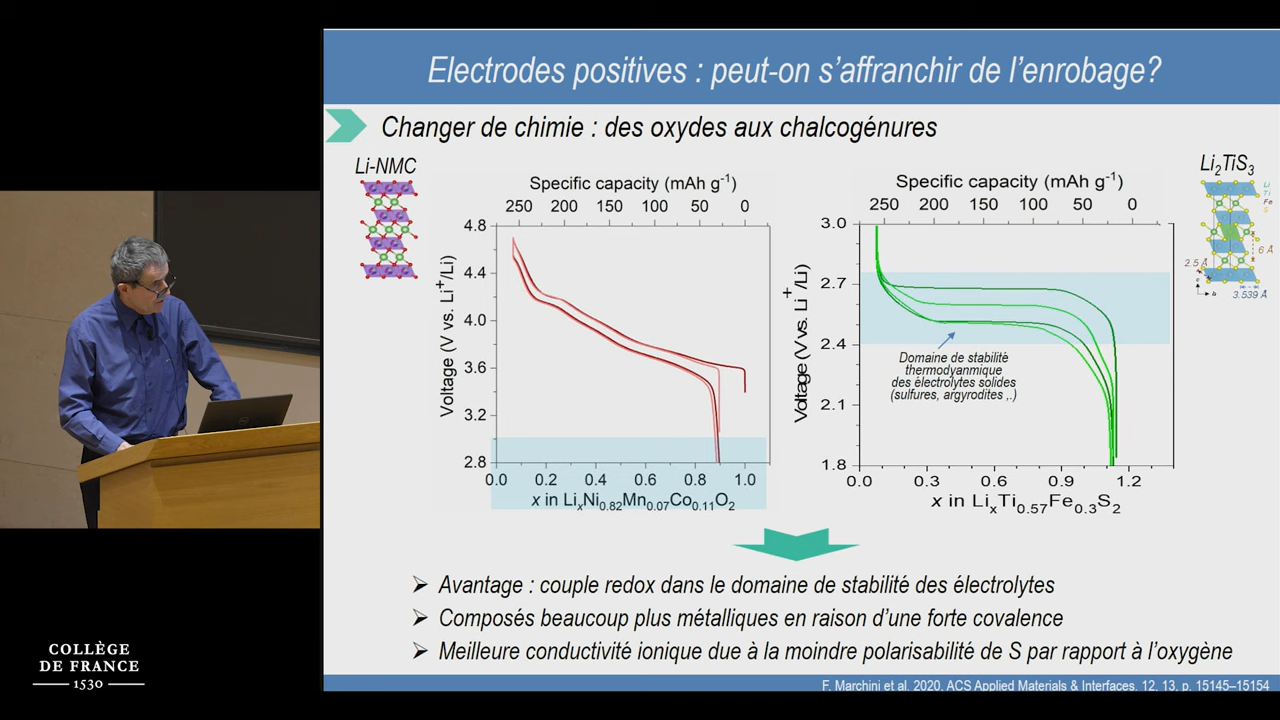 Electrodes positives : peut-on s'affranchir de l'enrobage?
Changer de chimie : des oxydes aux chalcogénures
Li-NMC
Specific capacity (mAh g⁻¹)
250 200 150 100 50 0
4.8
4.4
4.0
3.6
3.2
2.8
Voltage (V vs. Li⁺/Li)
0.0 0.2 0.4 0.6 0.8 1.0
x in LiₓNi₀.₈₂Mn₀.₀₇Co₀.₁₁O₂
Li₂TiS₃
Li
Ti
Fe
S
6 Å
2.5 Å
b
3.539 Å
Specific capacity (mAh g⁻¹)
250 200 150 100 50 0
3.0
2.7
2.4
2.1
1.8
Voltage (V vs. Li⁺/Li)
Domaine de stabilité
thermodyanmique
des électrolytes solides
(sulfures, argyrodites ,.)
0.0 0.3 0.6 0.9 1.2
x in LiₓTi₀.₅₇Fe₀.₃S₂
Avantage : couple redox dans le domaine de stabilité des électrolytes
Composés beaucoup plus métalliques en raison d'une forte covalence
Meilleure conductivité ionique due à la moindre polarisabilité de S par rapport à l'oxygène
F. Marchini et al. 2020, ACS Applied Materials & Interfaces, 12, 13, p. 15145–15154
COLLÈGE
DE FRANCE
1530